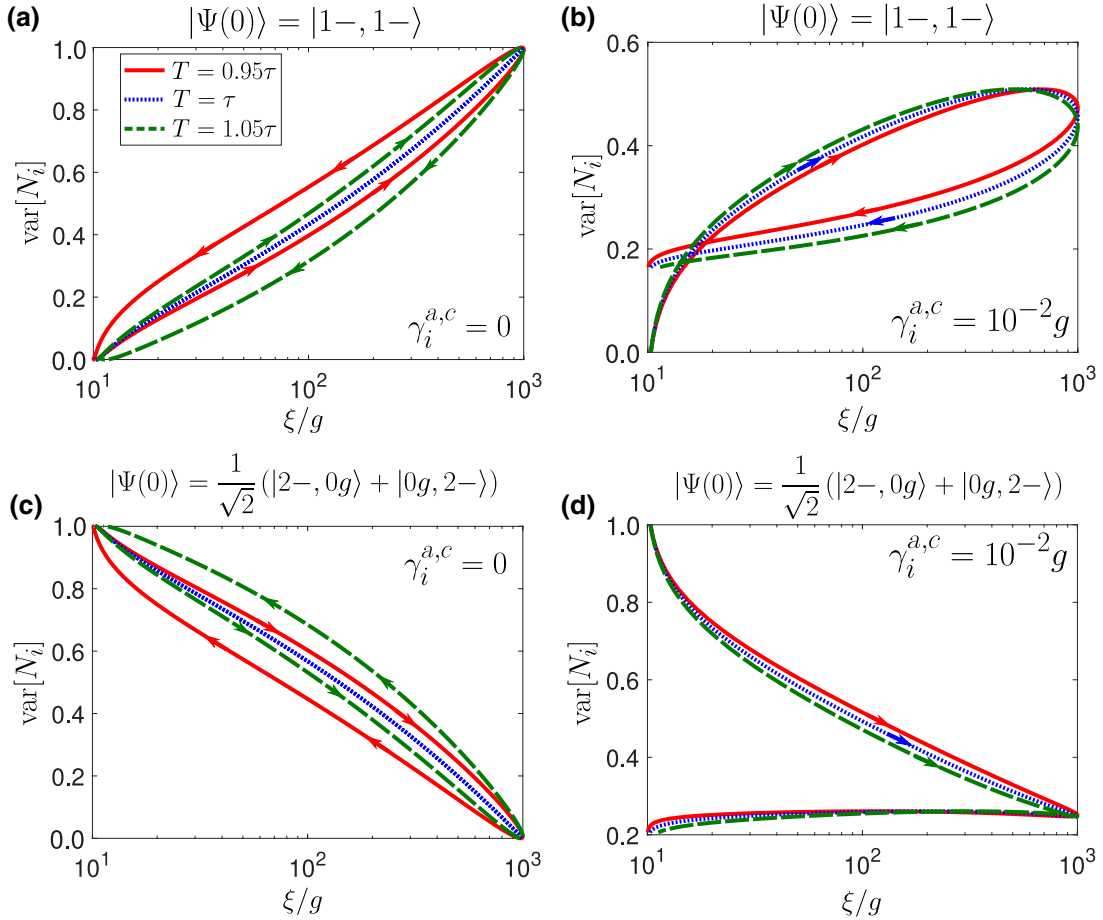 (a) |Ψ(0)⟩ = |1−, 1−⟩
1.0
0.8
0.6
0.4
0.2
0.0
var[N_i]
T = 0.95τ
T = τ
T = 1.05τ
γ_i^{a,c} = 0
10^1 10^2 10^3
ξ/g
(b) |Ψ(0)⟩ = |1−, 1−⟩
0.6
0.4
0.2
0.0
var[N_i]
γ_i^{a,c} = 10^{−2}g
10^1 10^2 10^3
ξ/g
(c) |Ψ(0)⟩ = \frac{1}{\sqrt{2}} (|2−, 0g⟩ + |0g, 2−⟩)
1.0
0.8
0.6
0.4
0.2
0.0
var[N_i]
γ_i^{a,c} = 0
10^1 10^2 10^3
ξ/g
(d) |Ψ(0)⟩ = \frac{1}{\sqrt{2}} (|2−, 0g⟩ + |0g, 2−⟩)
1.0
0.8
0.6
0.4
0.2
var[N_i]
γ_i^{a,c} = 10^{−2}g
10^1 10^2 10^3
ξ/g